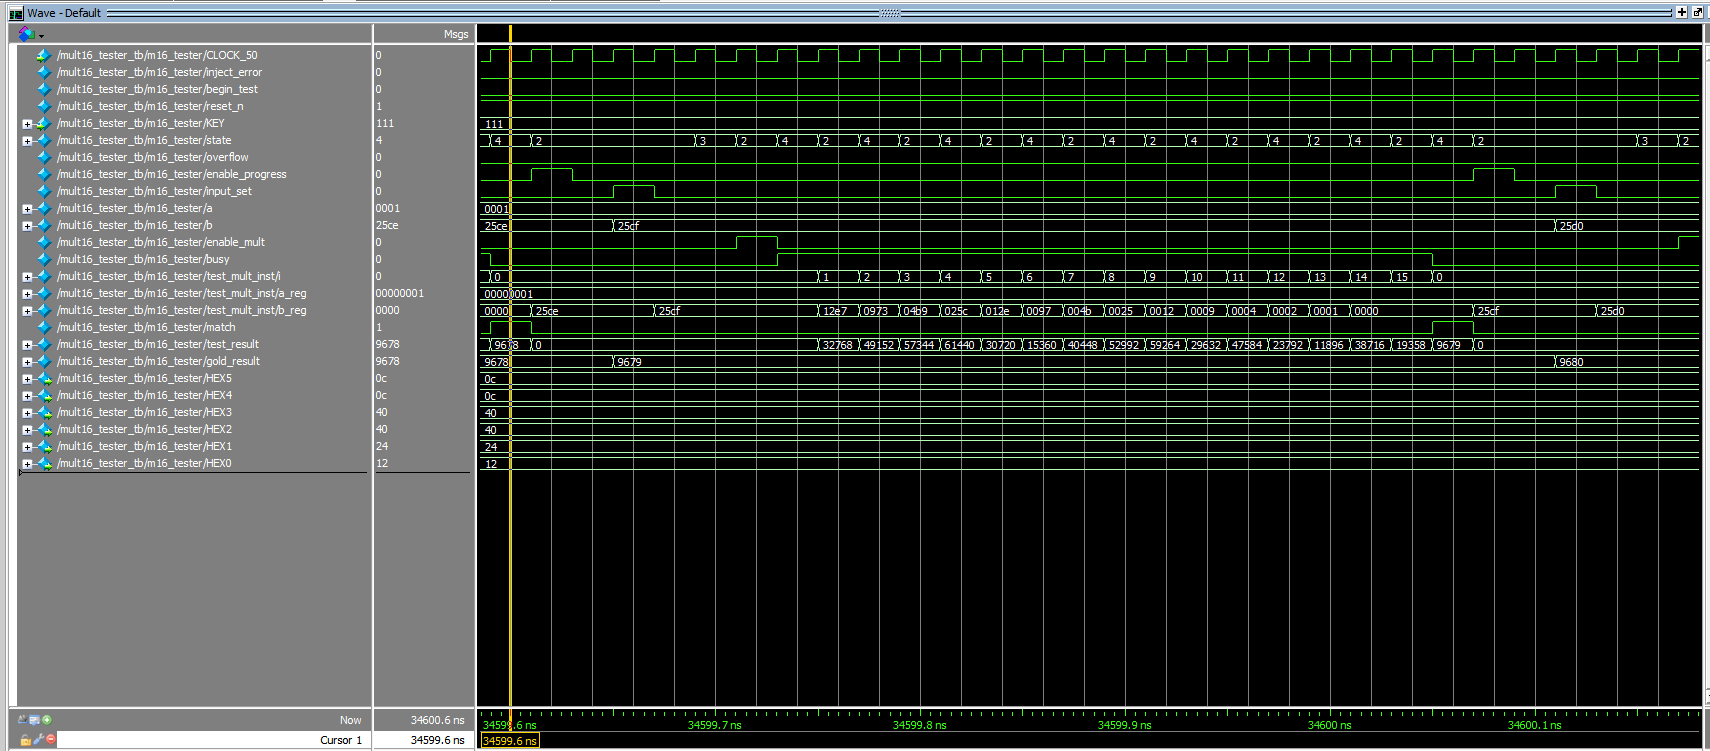 Wave - Default
Msgs
/mult16_tester_tb/m16_tester/CLOCK_50 0
/mult16_tester_tb/m16_tester/inject_error 0
/mult16_tester_tb/m16_tester/begin_test 0
/mult16_tester_tb/m16_tester/reset_n 1
/mult16_tester_tb/m16_tester/KEY 111 111
/mult16_tester_tb/m16_tester/state 4 4 2 3 2 4 2 4 2 4 2 4 2 4 2 4 2 4 2 4 2 4 2 4 2 3 2
/mult16_tester_tb/m16_tester/overflow 0
/mult16_tester_tb/m16_tester/enable_progress 0
/mult16_tester_tb/m16_tester/input_set 0
/mult16_tester_tb/m16_tester/a 0001 0001
/mult16_tester_tb/m16_tester/b 25ce 25ce 25cf 25d0
/mult16_tester_tb/m16_tester/enable_mult 0
/mult16_tester_tb/m16_tester/busy 0
/mult16_tester_tb/m16_tester/test_mult_inst/i 0 0 1 2 3 4 5 6 7 8 9 10 11 12 13 14 15 0
/mult16_tester_tb/m16_tester/test_mult_inst/a_reg 00000001 00000001
/mult16_tester_tb/m16_tester/test_mult_inst/b_reg 0000 0000 25ce 25cf 12e7 0973 04b9 025c 012e 0097 004b 0025 0012 0009 0004 0002 0001 0000 25cf 25d0
/mult16_tester_tb/m16_tester/match 1
/mult16_tester_tb/m16_tester/test_result 9678 9678 0 32768 49152 57344 61440 30720 15360 40448 52992 59264 29632 47584 23792 11896 38716 19358 9679 0
/mult16_tester_tb/m16_tester/gold_result 9678 9678 9679 9680
/mult16_tester_tb/m16_tester/HEX5 0c 0c
/mult16_tester_tb/m16_tester/HEX4 0c 0c
/mult16_tester_tb/m16_tester/HEX3 40 40
/mult16_tester_tb/m16_tester/HEX2 40 40
/mult16_tester_tb/m16_tester/HEX1 24 24
/mult16_tester_tb/m16_tester/HEX0 12 12
Now 34600.6 ns 34599.6 ns 34599.7 ns 34599.8 ns 34599.9 ns 34600 ns 34600.1 ns
Cursor 1 34599.6 ns 34599.6 ns